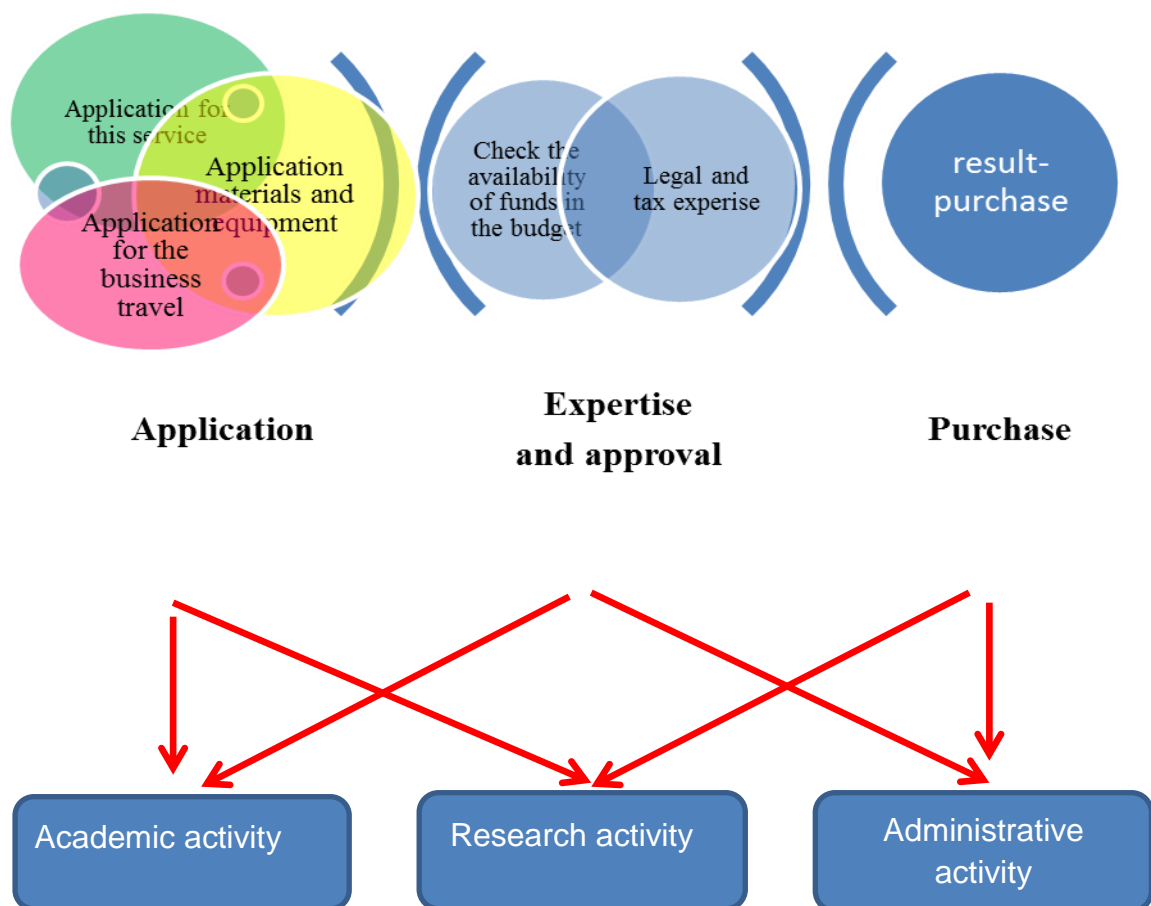 Application for
this service
Application
materials and
equipment
Application
for the
business
travel
Check the
availability
of funds in
the budget
Legal and
tax experise
result-
purchase
Application
Expertise
and approval
Purchase
Academic activity
Research activity
Administrative
activity